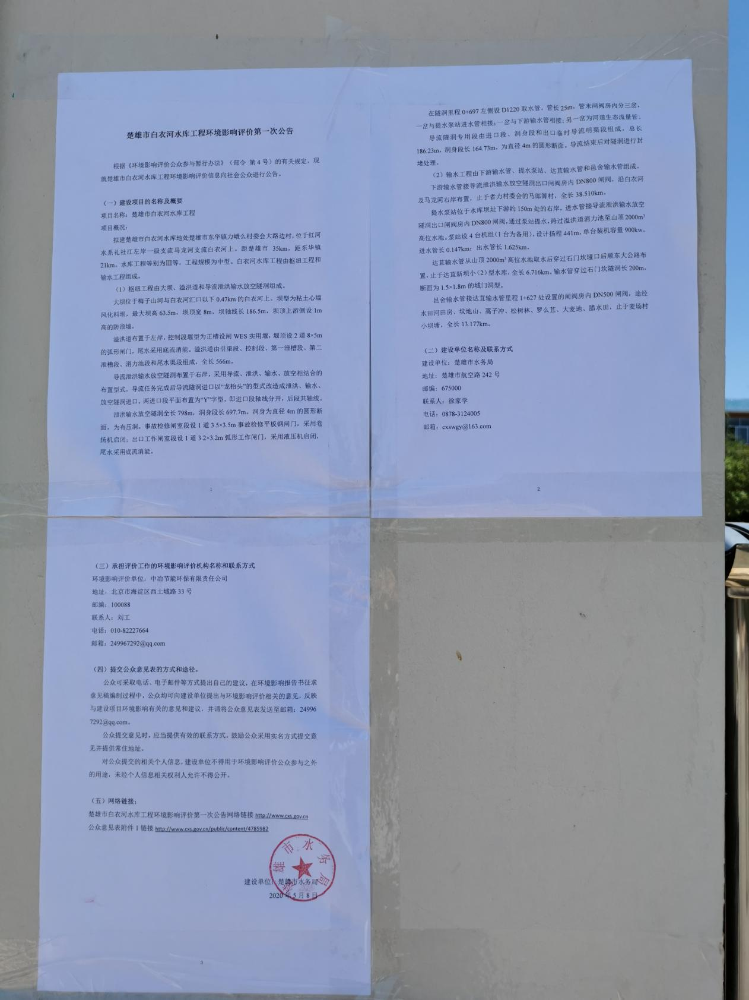 楚雄市白衣河水库工程环境影响评价第一次公告
根据《环境影响评价公众参与暂行办法》（部令 第 4 号）的有关规定，现
就楚雄市白衣河水库工程环境影响评价信息向社会公众进行公告。
（一）建设项目的名称及概要
项目名称：楚雄市白衣河水库工程
项目概况：
拟建楚雄市白衣河水库地处楚雄市东华镇力峨么村委会大路边村，位于红河
水系礼社江左岸一级支流马龙河支流白衣河上。距楚雄市 35km，距东华镇
21km。水库工程等别为Ⅲ等，工程规模为中型。白衣河水库工程由枢纽工程和
输水工程组成。
（1）枢纽工程由大坝、溢洪道和导流泄洪输水放空隧洞组成。
大坝位于梅子山河与白衣河汇口以下 0.47km 的白衣河上。坝型为粘土心墙
风化料坝，最大坝高 63.5m，坝顶宽 8m，坝轴线长 186.5m，坝顶上游侧设 1m
高的防浪墙。
溢洪道布置于左岸，控制段堰型为正槽设闸 WES 实用堰，堰顶设 2 道 8×5m
的弧形闸门，尾水采用底流消能。溢洪道由引渠段、控制段、第一泄槽段、第二
泄槽段、消力池段和尾水渠段组成，全长 566m。
导流泄洪输水放空隧洞布置于右岸，采用导流、泄洪、输水、放空相结合的
布置型式。导流任务完成后导流隧洞进口以“龙抬头”的型式改造成泄洪、输水、
放空隧洞进口。两进口段平面布置为“Y”字型，即进口段轴线分开，后段共轴线。
泄洪输水放空隧洞全长 798m，洞身段长 697.7m。洞身为直径 4m 的圆形断
面，为有压洞。事故检修闸室段设 1 道 3.5×3.5m 事故检修平板钢闸门，采用卷
扬机启闭；出口工作闸室段设 1 道 3.2×3.2m 弧形工作闸门，采用液压机启闭，
尾水采用底流消能。
1
在隧洞里程 0+697 左侧设 D1220 取水管，管长 25m，管末闸阀房内分三岔，
一岔与提水泵站进水管相接；一岔与下游输水管相接；另一岔为河道生态流量管。
导流隧洞专用段由进口段、洞身段和出口临时导流明渠段组成，总长
186.23m，洞身段长 164.73m，为直径 4m 的圆形断面。导流结束后对隧洞进行封
堵处理。
（2）输水工程由下游输水管、提水泵站、达苴输水管和邑舍输水管组成。
下游输水管接导流泄洪输水放空隧洞出口闸阀房内 DN800 闸阀，沿白衣河
及马龙河右岸布置，止于者力村委会的马郎箐村，全长 38.510km。
提水泵站位于水库坝址下游约 150m 处的右岸，进水管接导流泄洪输水放空
隧洞出口闸阀房内 DN800 闸阀，通过泵站提水，跨过溢洪道消力池至山顶 2000m³
高位水池。泵站设 4 台机组（1 台为备用），设计扬程 441m，单台装机容量 900kw。
进水管长 0.147km；出水管长 1.625km。
达苴输水管从山顶 2000m³ 高位水池取水后穿过石门坎垭口后顺东大公路布
置，止于达苴新坝小（2）型水库，全长 6.716km。输水管穿过石门坎隧洞长 200m，
断面为 1.5×1.8m 的城门洞型。
邑舍输水管接达苴输水管里程 1+627 处设置的闸阀房内 DN500 闸阀，途经
水田河田房、坟地山、蒿子冲、松树林、罗么苴、大麦地、腊水田，止于麦场村
小坝塘，全长 13.177km。
（二）建设单位名称及联系方式
建设单位：楚雄市水务局
地址：楚雄市航空路 242 号
邮编：675000
联系人：徐家学
电话：0878-3124005
邮箱：cxswgy@163.com
2
（三）承担评价工作的环境影响评价机构名称和联系方式
环境影响评价单位：中冶节能环保有限责任公司
地址：北京市海淀区西土城路 33 号
邮编：100088
联系人：刘工
电话：010-82227664
邮箱：249967292@qq.com
（四）提交公众意见表的方式和途径。
公众可采取电话、电子邮件等方式提出自己的建议，在环境影响报告书征求
意见稿编制过程中，公众均可向建设单位提出与环境影响评价相关的意见，反映
与建设项目环境影响有关的意见和建议，并请将公众意见表发送至邮箱：24996
7292@qq.com。
公众提交意见时，应当提供有效的联系方式。鼓励公众采用实名方式提交意
见并提供常住地址。
对公众提交的相关个人信息，建设单位不得用于环境影响评价公众参与之外
的用途，未经个人信息相关权利人允许不得公开。
（五）网络链接：
楚雄市白衣河水库工程环境影响评价第一次公告网络链接 http://www.cxs.gov.cn
公众意见表附件 1 链接 http://www.cxs.gov.cn/public/content/4785982
建设单位：楚雄市水务局
2020 年 5 月 8 日
楚雄市水务局
3